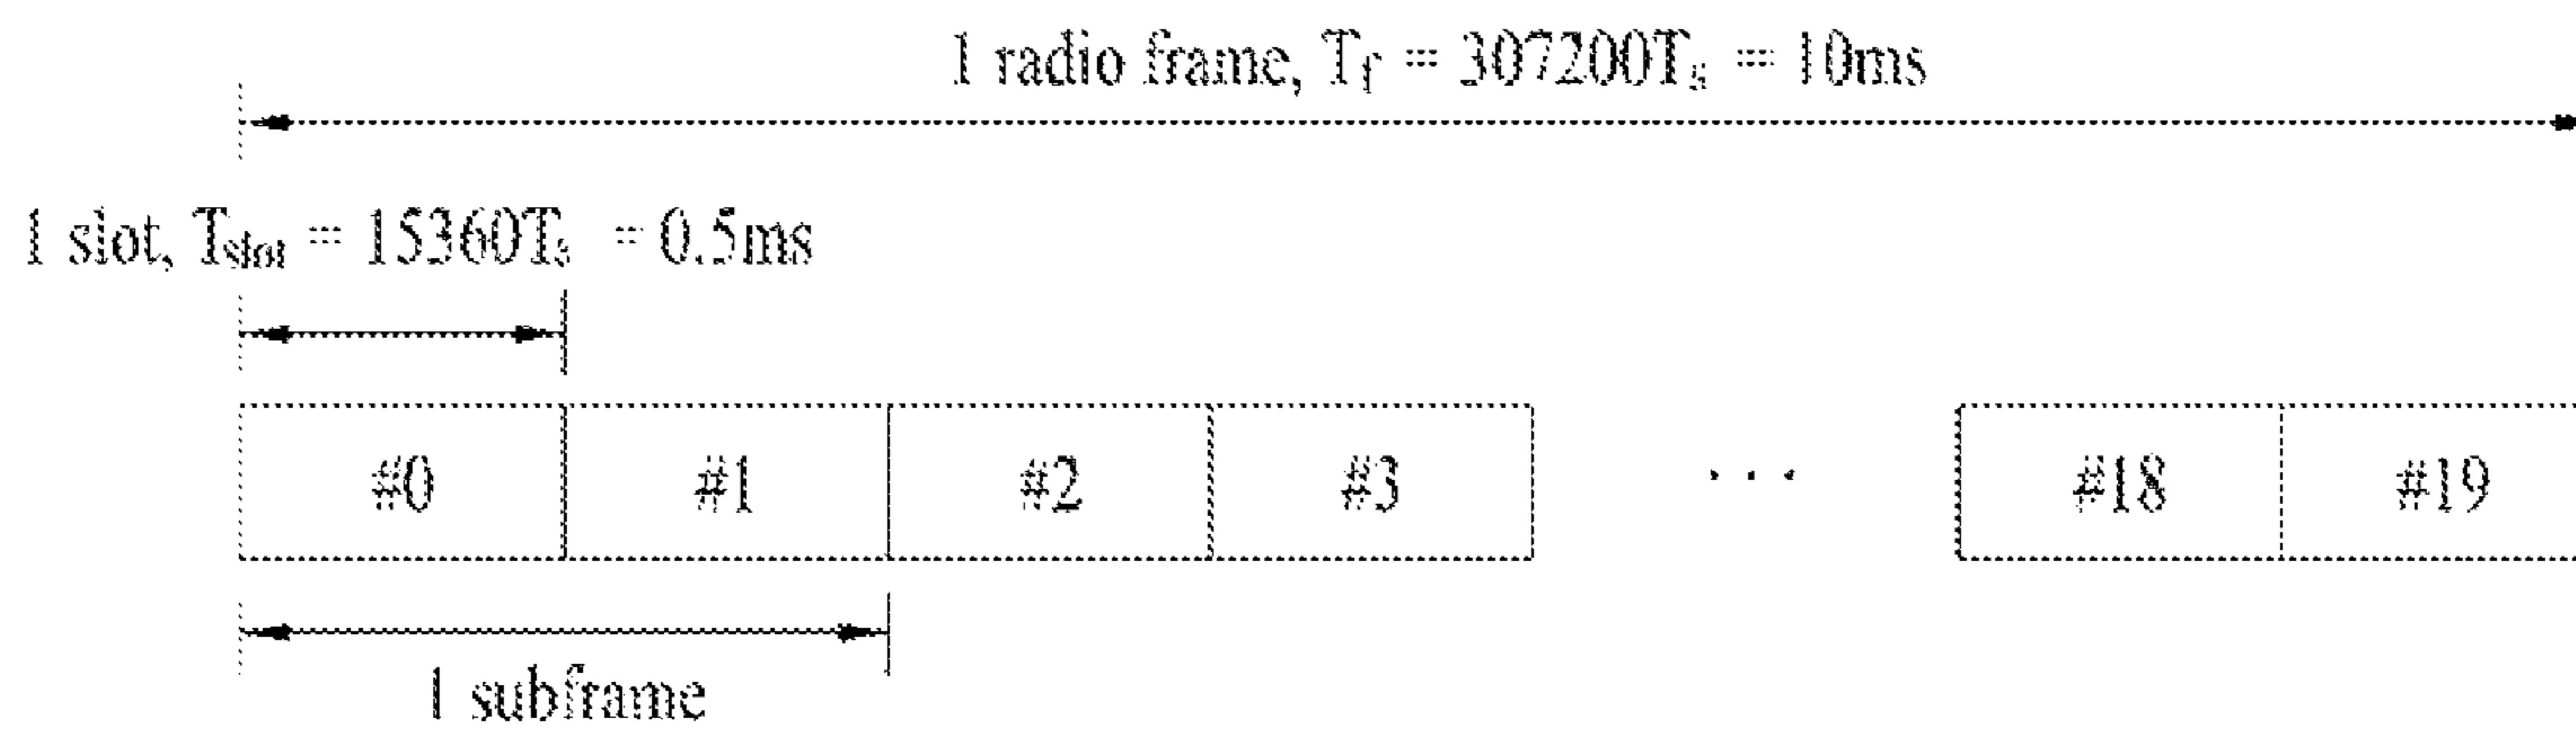 1 radio frame, Tf = 307200Ts = 10ms
1 slot, Tslot = 15360Ts = 0.5ms
#0 #1 #2 #3 ... #18 #19
1 subframe